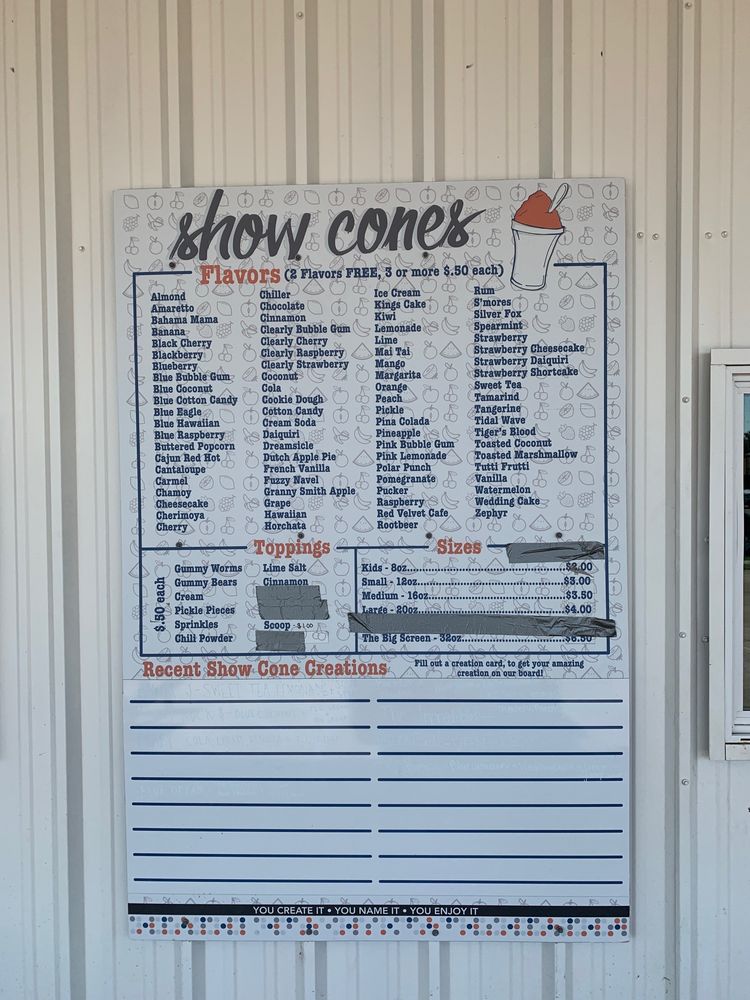 show cones
Flavors (2 Flavors FREE, 3 or more $.50 each)
Almond
Amaretto
Bahama Mama
Banana
Black Cherry
Blackberry
Blueberry
Blue Bubble Gum
Blue Coconut
Blue Cotton Candy
Blue Eagle
Blue Hawaiian
Blue Raspberry
Buttered Popcorn
Cajun Red Hot
Cantaloupe
Carmel
Chamoy
Cheesecake
Cherimoya
Cherry
Chiller
Chocolate
Cinnamon
Clearly Bubble Gum
Clearly Cherry
Clearly Raspberry
Clearly Strawberry
Coconut
Cola
Cookie Dough
Cotton Candy
Cream Soda
Daiquiri
Dreamsicle
Dutch Apple Pie
French Vanilla
Fuzzy Navel
Granny Smith Apple
Grape
Hawaiian
Horchata
Ice Cream
Kings Cake
Kiwi
Lemonade
Lime
Mai Tai
Mango
Margarita
Orange
Peach
Pickle
Pina Colada
Pineapple
Pink Bubble Gum
Pink Lemonade
Polar Punch
Pomegranate
Pucker
Raspberry
Red Velvet Cafe
Rootbeer
Rum
S'mores
Silver Fox
Spearmint
Strawberry
Strawberry Cheesecake
Strawberry Daiquiri
Strawberry Shortcake
Sweet Tea
Tamarind
Tangerine
Tidal Wave
Tiger's Blood
Toasted Coconut
Toasted Marshmallow
Tutti Frutti
Vanilla
Watermelon
Wedding Cake
Zephyr
Toppings
$.50 each
Gummy Worms
Gummy Bears
Cream
Pickle Pieces
Sprinkles
Chili Powder
Lime Salt
Cinnamon
Scoop -$1.00
Sizes
Kids - 8oz. $2.00
Small - 12oz. $3.00
Medium - 16oz. $3.50
Large - 20oz. $4.00
The Big Screen - 32oz. $6.50
Recent Show Cone Creations
Fill out a creation card, to get your amazing
creation on our board!
YOU CREATE IT • YOU NAME IT • YOU ENJOY IT